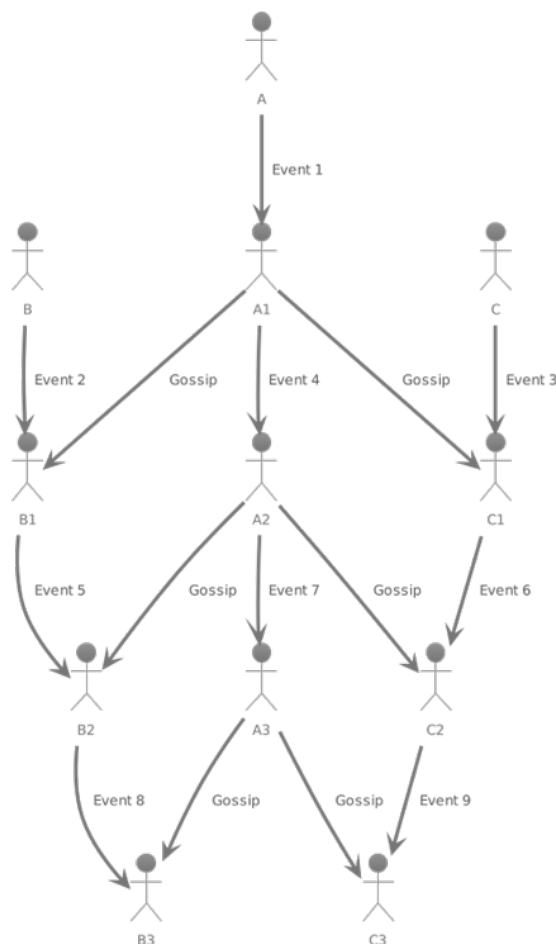 A
Event 1
B
A1
C
Event 2
Gossip
Event 4
Gossip
Event 3
B1
A2
C1
Event 5
Gossip
Event 7
Gossip
Event 6
B2
A3
C2
Event 8
Gossip
Gossip
Event 9
B3
C3